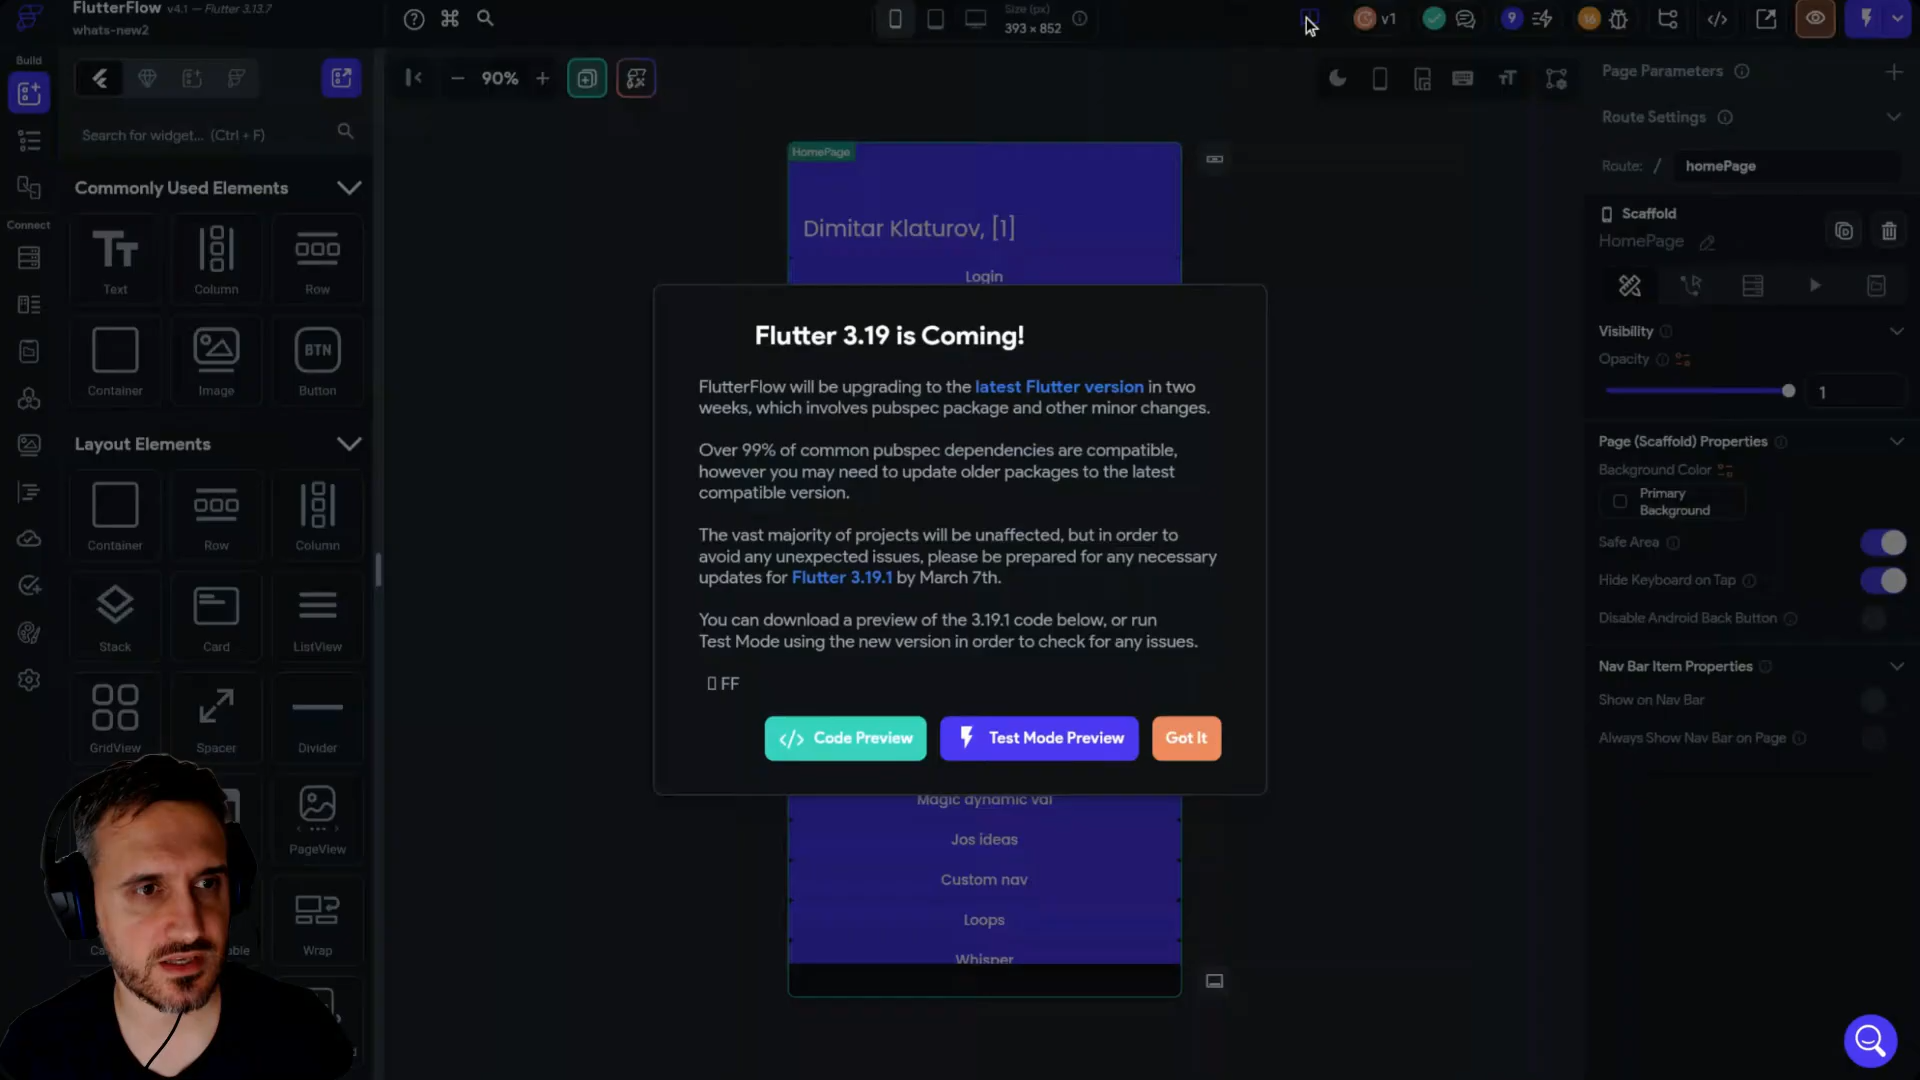 FlutterFlow v4.1 – Flutter 3.13.7
whats-new2
Size (px)
393 × 852
v1
9
16
Build
Connect
90%
Search for widget... (Ctrl + F)
Commonly Used Elements
Text
Column
Row
Container
Image
BTN
Button
Layout Elements
Container
Row
Column
Stack
Card
ListView
GridView
Spacer
Divider
PageView
Wrap
HomePage
Dimitar Klaturov, [1]
Login
Flutter 3.19 is Coming!
FlutterFlow will be upgrading to the latest Flutter version in two
weeks, which involves pubspec package and other minor changes.
Over 99% of common pubspec dependencies are compatible,
however you may need to update older packages to the latest
compatible version.
The vast majority of projects will be unaffected, but in order to
avoid any unexpected issues, please be prepared for any necessary
updates for Flutter 3.19.1 by March 7th.
You can download a preview of the 3.19.1 code below, or run
Test Mode using the new version in order to check for any issues.
FF
Code Preview
Test Mode Preview
Got It
Magic dynamic val
Jos ideas
Custom nav
Loops
Whisper
Page Parameters
Route Settings
Route: / homePage
Scaffold
HomePage
Visibility
Opacity
1
Page (Scaffold) Properties
Background Color
Primary
Background
Safe Area
Hide Keyboard on Tap
Disable Android Back Button
Nav Bar Item Properties
Show on Nav Bar
Always Show Nav Bar on Page